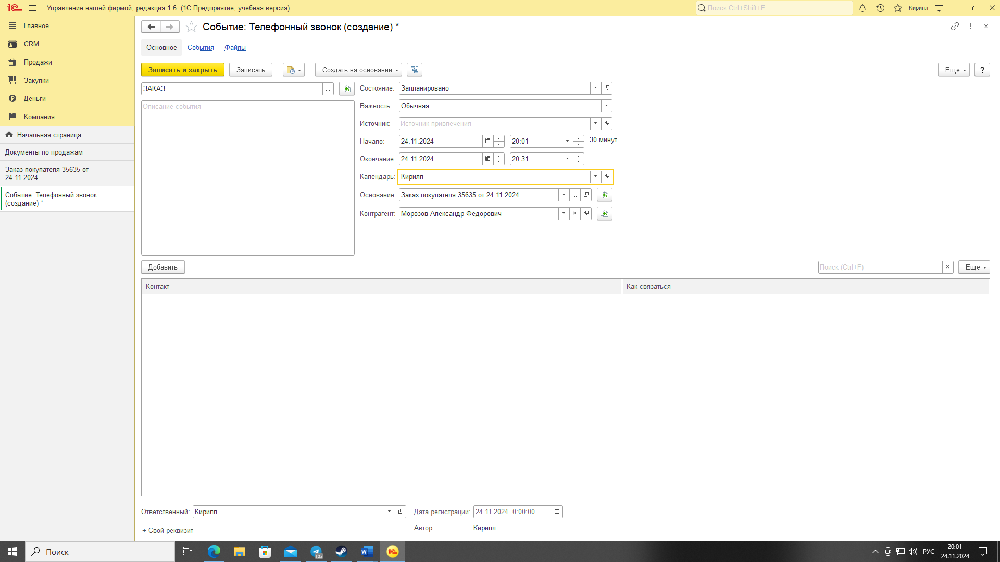 Управление нашей фирмой, редакция 1.6 (1С:Предприятие, учебная версия)
Поиск Ctrl+Shift+F
Кирилл
Главное
CRM
Продажи
Закупки
Деньги
Компания
Начальная страница
Документы по продажам
Заказ покупателя 35635 от
24.11.2024
Событие: Телефонный звонок
(создание) *
Событие: Телефонный звонок (создание) *
Основное События Файлы
Записать и закрыть Записать Создать на основании Еще ?
ЗАКАЗ ...
Описание события
Состояние: Запланировано
Важность: Обычная
Источник: Источник привлечения
Начало: 24.11.2024 20:01 30 минут
Окончание: 24.11.2024 20:31
Календарь: Кирилл
Основание: Заказ покупателя 35635 от 24.11.2024 ...
Контрагент: Морозов Александр Федорович
Добавить Поиск (Ctrl+F) × Еще
Контакт Как связаться
Ответственный: Кирилл Дата регистрации: 24.11.2024 0:00:00
+ Свой реквизит Автор: Кирилл
Поиск
102
РУС
20:01
24.11.2024